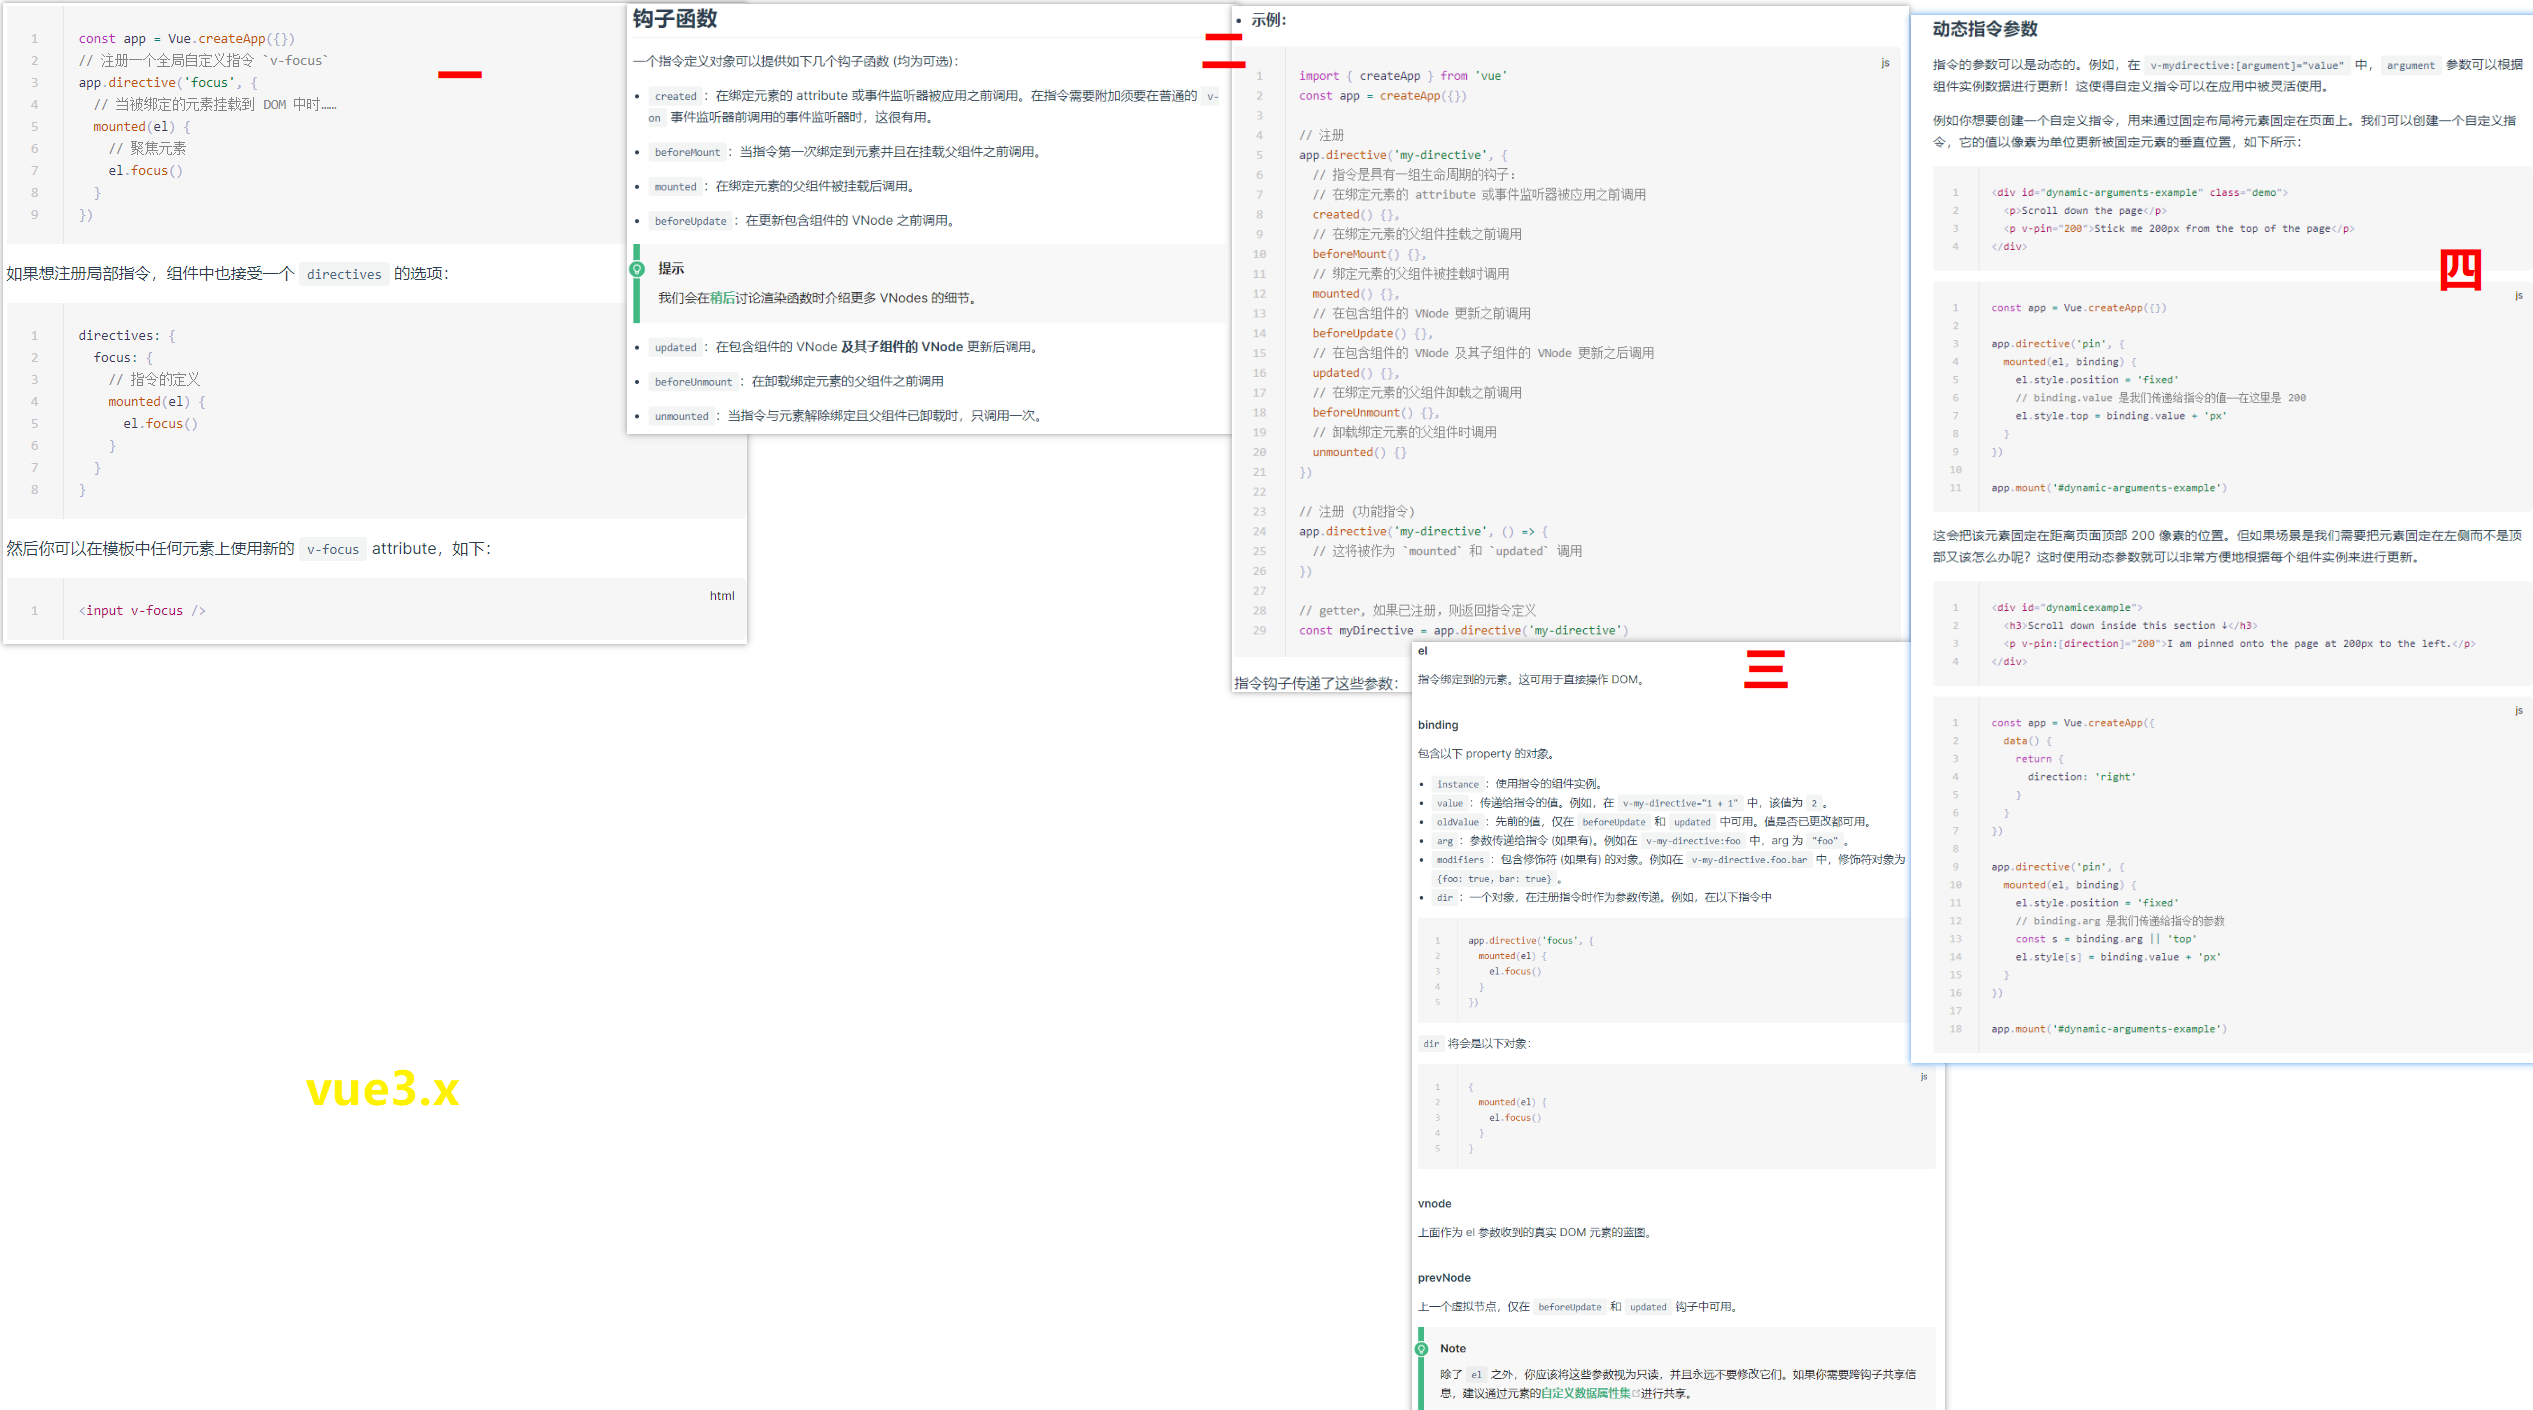 const app = Vue.createApp({})
// 注册一个全局自定义指令 `v-focus`
app.directive('focus', {
// 当被绑定的元素挂载到 DOM 中时……
mounted(el) {
// 聚焦元素
el.focus()
}
})
一
如果想注册局部指令，组件中也接受一个 directives 的选项：
directives: {
focus: {
// 指令的定义
mounted(el) {
el.focus()
}
}
}
然后你可以在模板中任何元素上使用新的 v-focus attribute，如下：
html
<input v-focus />
vue3.x
钩子函数
一个指令定义对象可以提供如下几个钩子函数 (均为可选)：
created：在绑定元素的 attribute 或事件监听器被应用之前调用。在指令需要附加须要在普通的 v-
on 事件监听器前调用的事件监听器时，这很有用。
beforeMount：当指令第一次绑定到元素并且在挂载父组件之前调用。
mounted：在绑定元素的父组件被挂载后调用。
beforeUpdate：在更新包含组件的 VNode 之前调用。
提示
我们会在稍后讨论渲染函数时介绍更多 VNodes 的细节。
updated：在包含组件的 VNode 及其子组件的 VNode 更新后调用。
beforeUnmount：在卸载绑定元素的父组件之前调用
unmounted：当指令与元素解除绑定且父组件已卸载时，只调用一次。
二
示例：
js
1 import { createApp } from 'vue'
2 const app = createApp({})
3
4 // 注册
5 app.directive('my-directive', {
6 // 指令是具有一组生命周期的钩子：
7 // 在绑定元素的 attribute 或事件监听器被应用之前调用
8 created() {},
9 // 在绑定元素的父组件挂载之前调用
10 beforeMount() {},
11 // 绑定元素的父组件被挂载时调用
12 mounted() {},
13 // 在包含组件的 VNode 更新之前调用
14 beforeUpdate() {},
15 // 在包含组件的 VNode 及其子组件的 VNode 更新之后调用
16 updated() {},
17 // 在绑定元素的父组件卸载之前调用
18 beforeUnmount() {},
19 // 卸载绑定元素的父组件时调用
20 unmounted() {}
21 })
22
23 // 注册 (功能指令)
24 app.directive('my-directive', () => {
25 // 这将被作为 `mounted` 和 `updated` 调用
26 })
27
28 // getter, 如果已注册，则返回指令定义
29 const myDirective = app.directive('my-directive')
指令钩子传递了这些参数：
三
el
指令绑定到的元素。这可用于直接操作 DOM。
binding
包含以下 property 的对象。
instance：使用指令的组件实例。
value：传递给指令的值。例如，在 v-my-directive="1 + 1" 中，该值为 2。
oldValue：先前的值，仅在 beforeUpdate 和 updated 中可用。值是否已更改都可用。
arg：参数传递给指令 (如果有)。例如在 v-my-directive:foo 中，arg 为 "foo"。
modifiers：包含修饰符 (如果有) 的对象。例如在 v-my-directive.foo.bar 中，修饰符对象为
{foo: true, bar: true}。
dir：一个对象，在注册指令时作为参数传递。例如，在以下指令中
1 app.directive('focus', {
2 mounted(el) {
3 el.focus()
4 }
5 })
dir 将会是以下对象：
js
1 {
2 mounted(el) {
3 el.focus()
4 }
5 }
vnode
上面作为 el 参数收到的真实 DOM 元素的蓝图。
prevNode
上一个虚拟节点，仅在 beforeUpdate 和 updated 钩子中可用。
Note
除了 el 之外，你应该将这些参数视为只读，并且永远不要修改它们。如果你需要跨钩子共享信
息，建议通过元素的自定义数据属性集进行共享。
动态指令参数
指令的参数可以是动态的。例如，在 v-mydirective:[argument]="value" 中，argument 参数可以根据
组件实例数据进行更新！这使得自定义指令可以在应用中被灵活使用。
例如你想要创建一个自定义指令，用来通过固定布局将元素固定在页面上。我们可以创建一个自定义指
令，它的值以像素为单位更新被固定元素的垂直位置，如下所示：
1 <div id="dynamic-arguments-example" class="demo">
2 <p>Scroll down the page</p>
3 <p v-pin="200">Stick me 200px from the top of the page</p>
4 </div>
四
js
1 const app = Vue.createApp({})
2
3 app.directive('pin', {
4 mounted(el, binding) {
5 el.style.position = 'fixed'
6 // binding.value 是我们传递给指令的值——在这里是 200
7 el.style.top = binding.value + 'px'
8 }
9 })
10
11 app.mount('#dynamic-arguments-example')
这会把该元素固定在距离页面顶部 200 像素的位置。但如果场景是我们需要把元素固定在左侧而不是顶
部又该怎么办呢？这时使用动态参数就可以非常方便地根据每个组件实例来进行更新。
1 <div id="dynamicexample">
2 <h3>Scroll down inside this section ↓</h3>
3 <p v-pin:[direction]="200">I am pinned onto the page at 200px to the left.</p>
4 </div>
js
1 const app = Vue.createApp({
2 data() {
3 return {
4 direction: 'right'
5 }
6 }
7 })
8
9 app.directive('pin', {
10 mounted(el, binding) {
11 el.style.position = 'fixed'
12 // binding.arg 是我们传递给指令的参数
13 const s = binding.arg || 'top'
14 el.style[s] = binding.value + 'px'
15 }
16 })
17
18 app.mount('#dynamic-arguments-example')